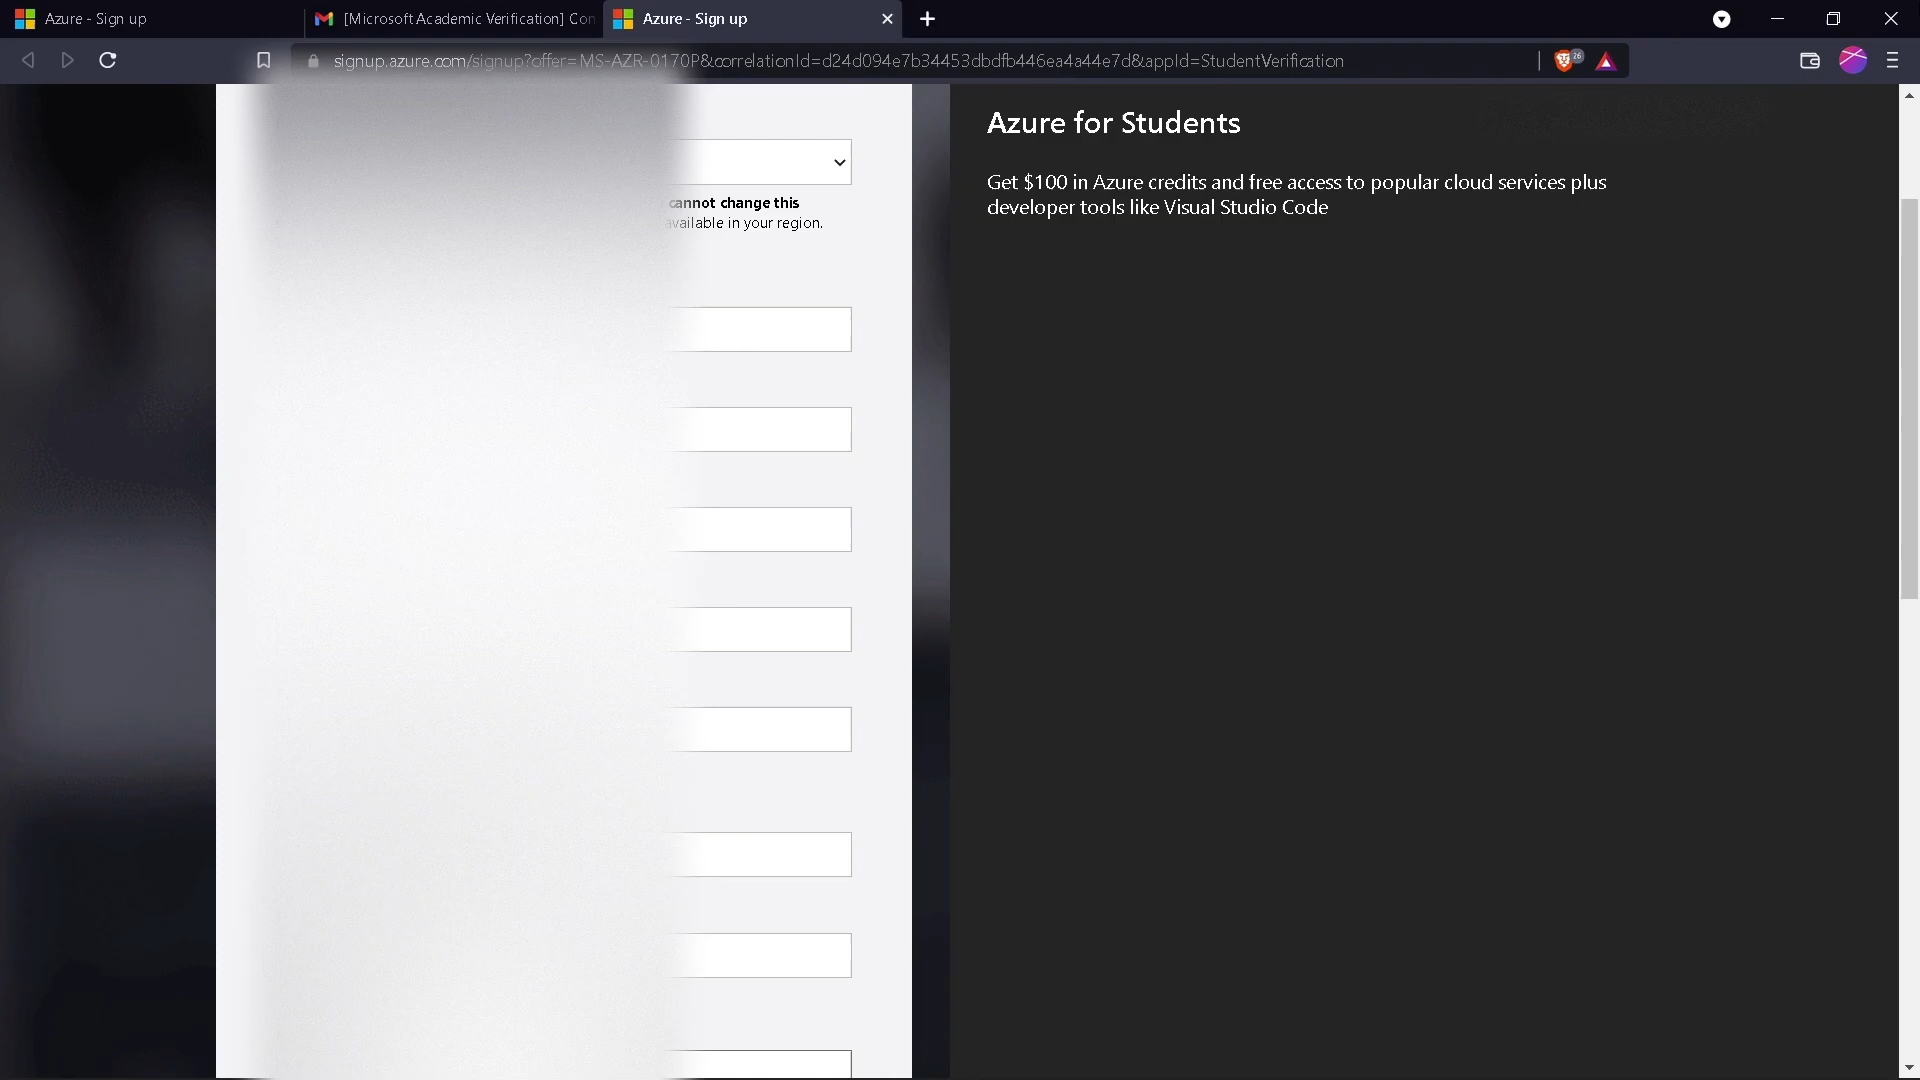 Azure - Sign up
[Microsoft Academic Verification] Con
Azure - Sign up
signup.azure.com/signup?offer=MS-AZR-0170P&correlationId=d24d094e7b34453dbdfb446ea4a44e7d&appId=StudentVerification
26
cannot change this
available in your region.
Azure for Students
Get $100 in Azure credits and free access to popular cloud services plus
developer tools like Visual Studio Code